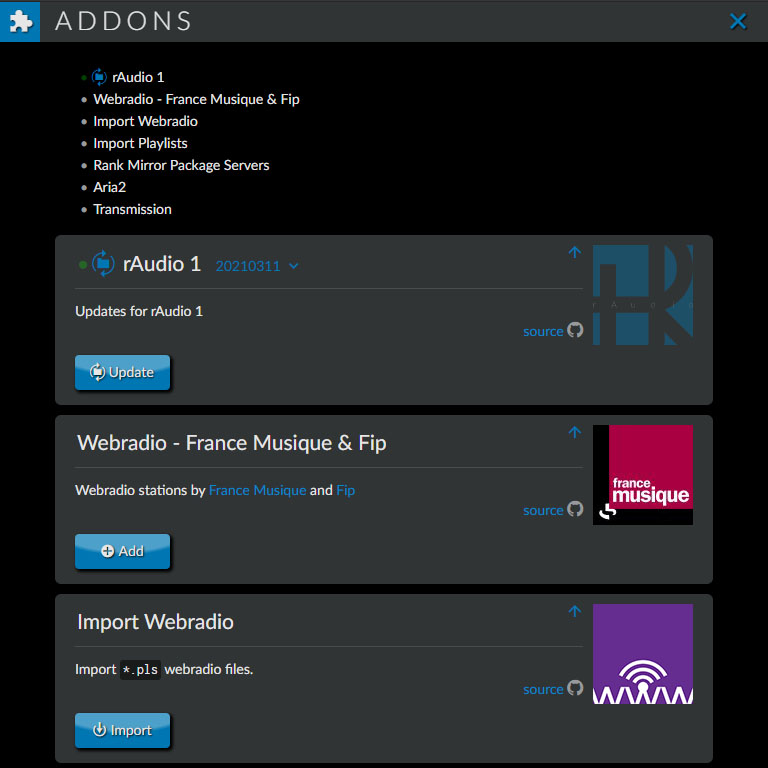 ADDONS
rAudio 1
Webradio - France Musique & Fip
Import Webradio
Import Playlists
Rank Mirror Package Servers
Aria2
Transmission
rAudio 1 20210311
Updates for rAudio 1
source
Update
rAudio
Webradio - France Musique & Fip
Webradio stations by France Musique and Fip
source
Add
france
musique
Import Webradio
Import *.pls webradio files.
source
Import
WWW